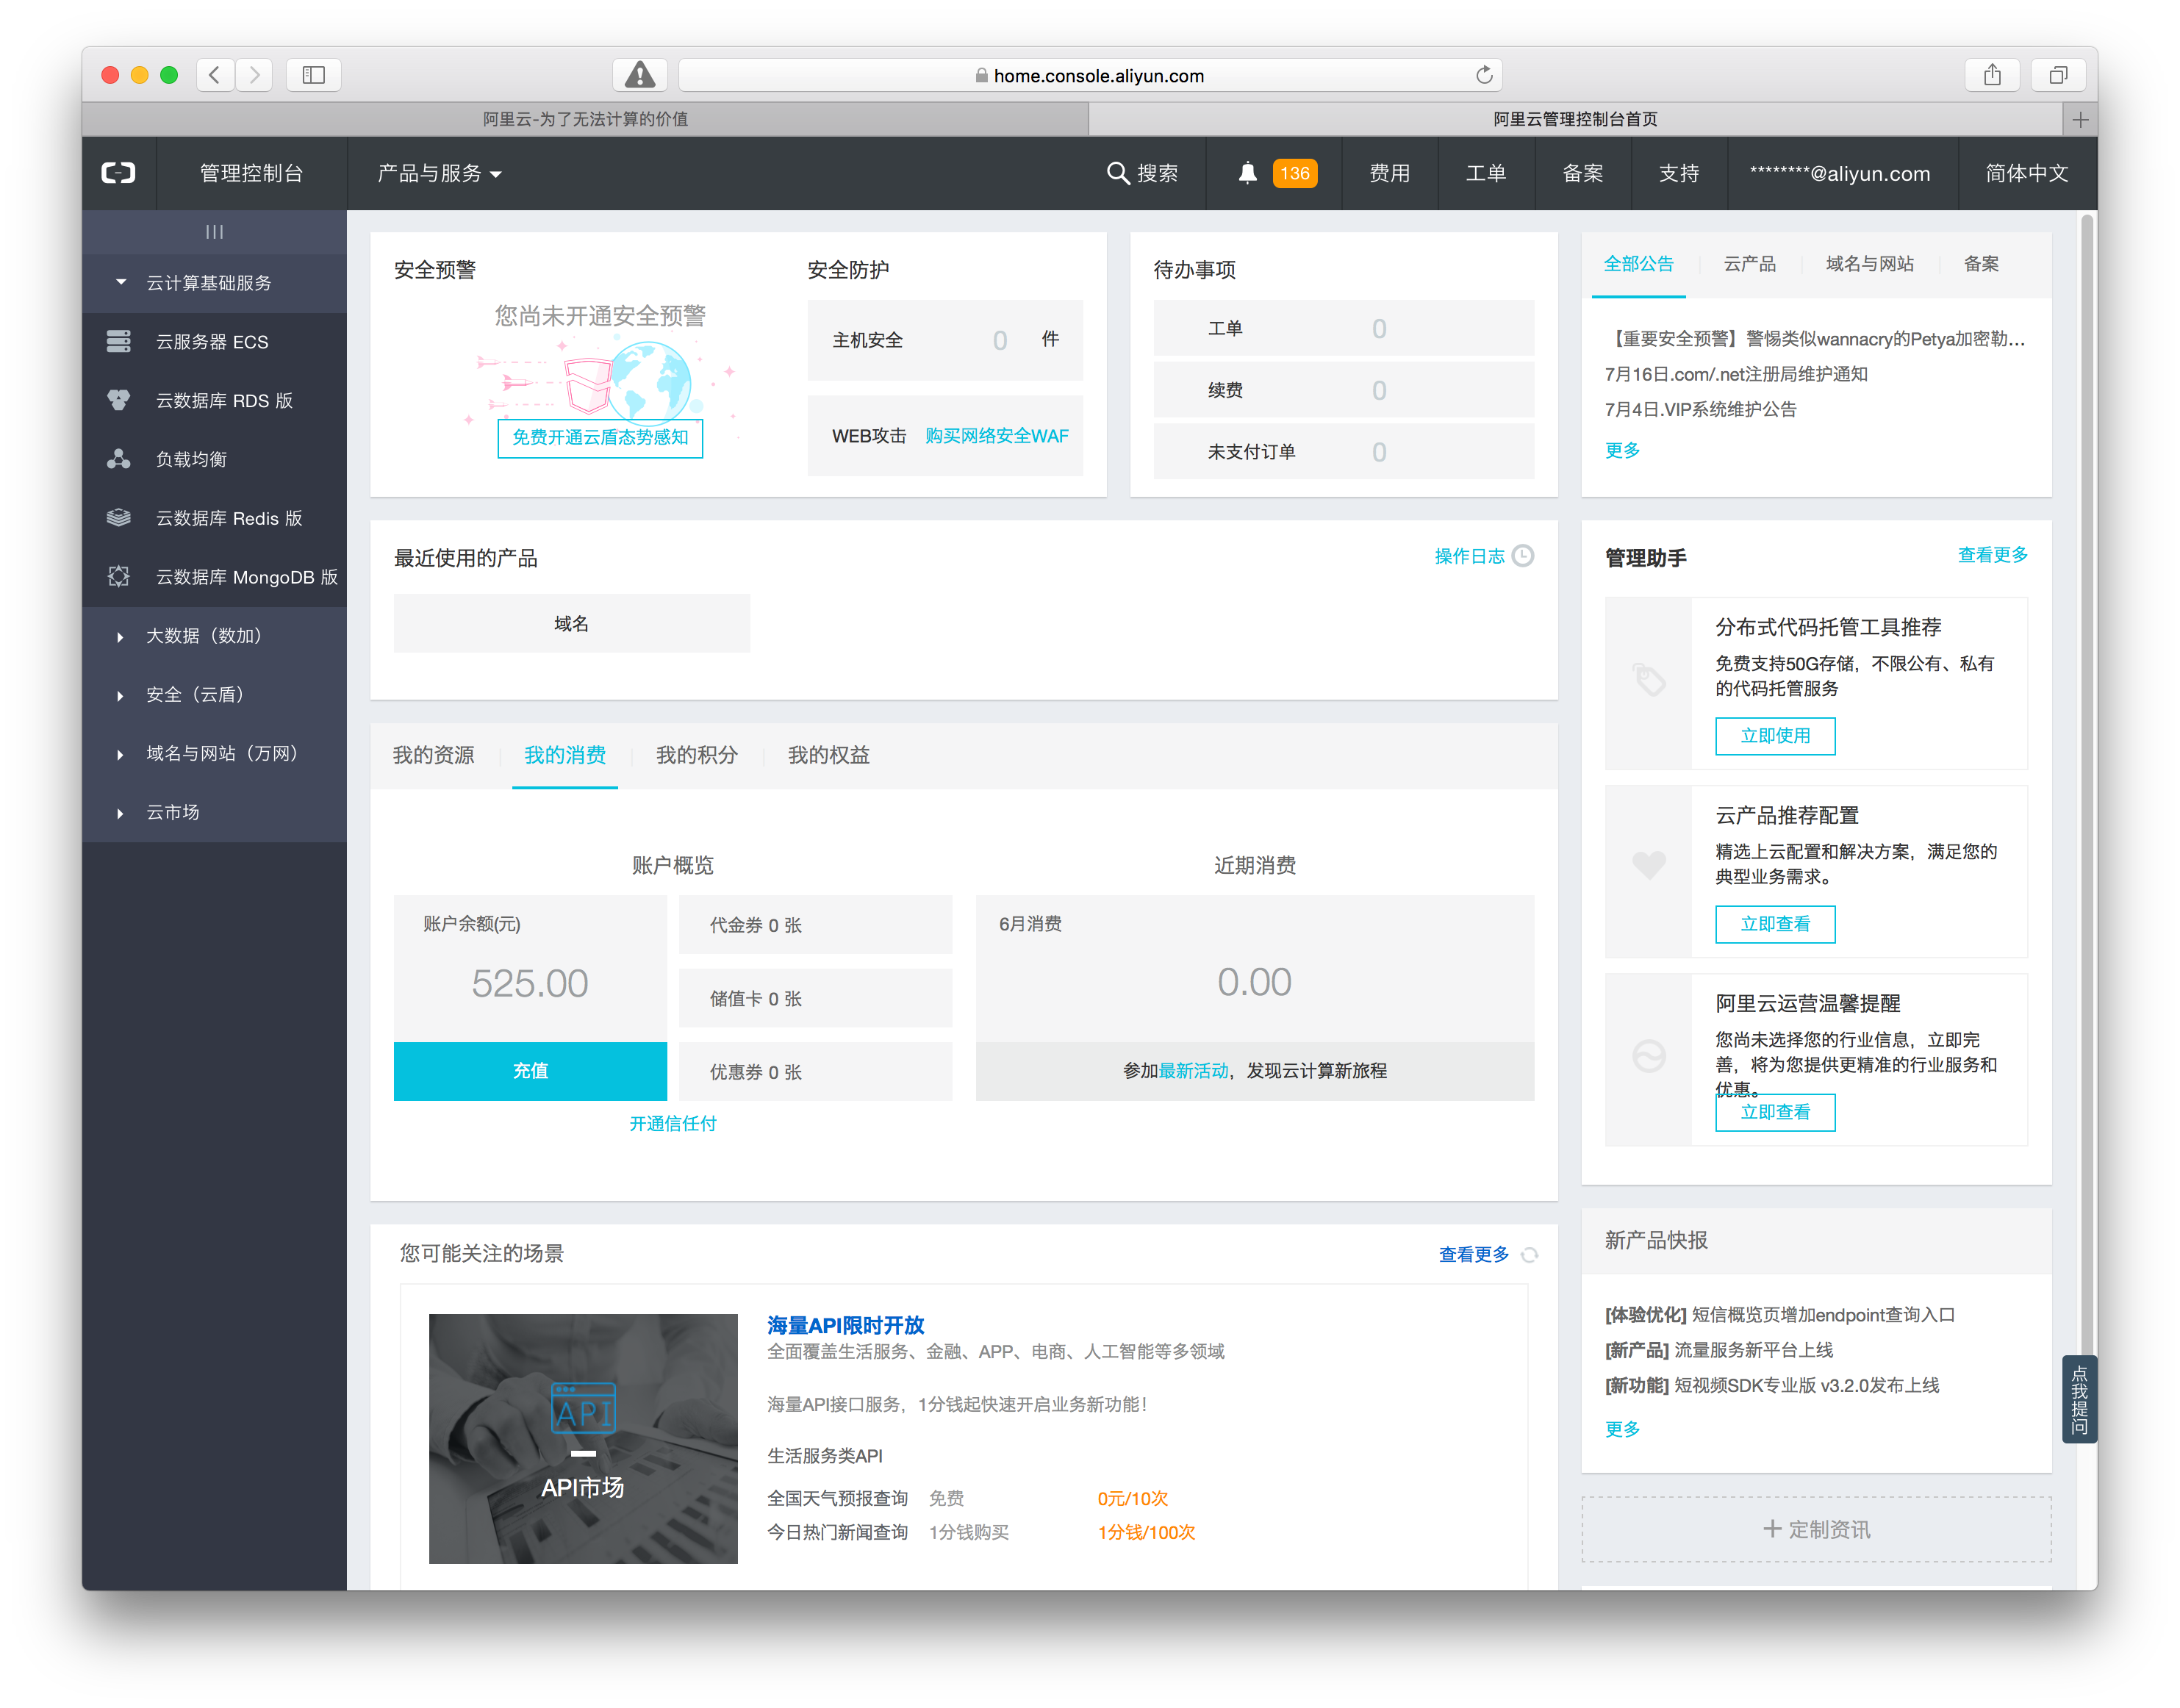 home.console.aliyun.com
阿里云-为了无法计算的价值
阿里云管理控制台首页
管理控制台
产品与服务
搜索
136
费用
工单
备案
支持
********@aliyun.com
简体中文
云计算基础服务
云服务器 ECS
云数据库 RDS 版
负载均衡
云数据库 Redis 版
云数据库 MongoDB 版
大数据（数加）
安全（云盾）
域名与网站（万网）
云市场
安全预警
您尚未开通安全预警
免费开通云盾态势感知
安全防护
主机安全 0 件
WEB攻击 购买网络安全WAF
待办事项
工单 0
续费 0
未支付订单 0
全部公告
云产品
域名与网站
备案
【重要安全预警】警惕类似wannacry的Petya加密勒...
7月16日.com/.net注册局维护通知
7月4日.VIP系统维护公告
更多
最近使用的产品
操作日志
域名
我的资源
我的消费
我的积分
我的权益
账户概览
账户余额(元)
525.00
充值
代金券 0 张
储值卡 0 张
优惠券 0 张
开通信任付
近期消费
6月消费
0.00
参加最新活动，发现云计算新旅程
管理助手
查看更多
分布式代码托管工具推荐
免费支持50G存储，不限公有、私有
的代码托管服务
立即使用
云产品推荐配置
精选上云配置和解决方案，满足您的
典型业务需求。
立即查看
阿里云运营温馨提醒
您尚未选择您的行业信息，立即完
善，将为您提供更精准的行业服务和
优惠。
立即查看
您可能关注的场景
查看更多
API
API市场
海量API限时开放
全面覆盖生活服务、金融、APP、电商、人工智能等多领域
海量API接口服务，1分钱起快速开启业务新功能！
生活服务类API
全国天气预报查询 免费 0元/10次
今日热门新闻查询 1分钱购买 1分钱/100次
新产品快报
[体验优化] 短信概览页增加endpoint查询入口
[新产品] 流量服务新平台上线
[新功能] 短视频SDK专业版 v3.2.0发布上线
更多
定制资讯
点我提问